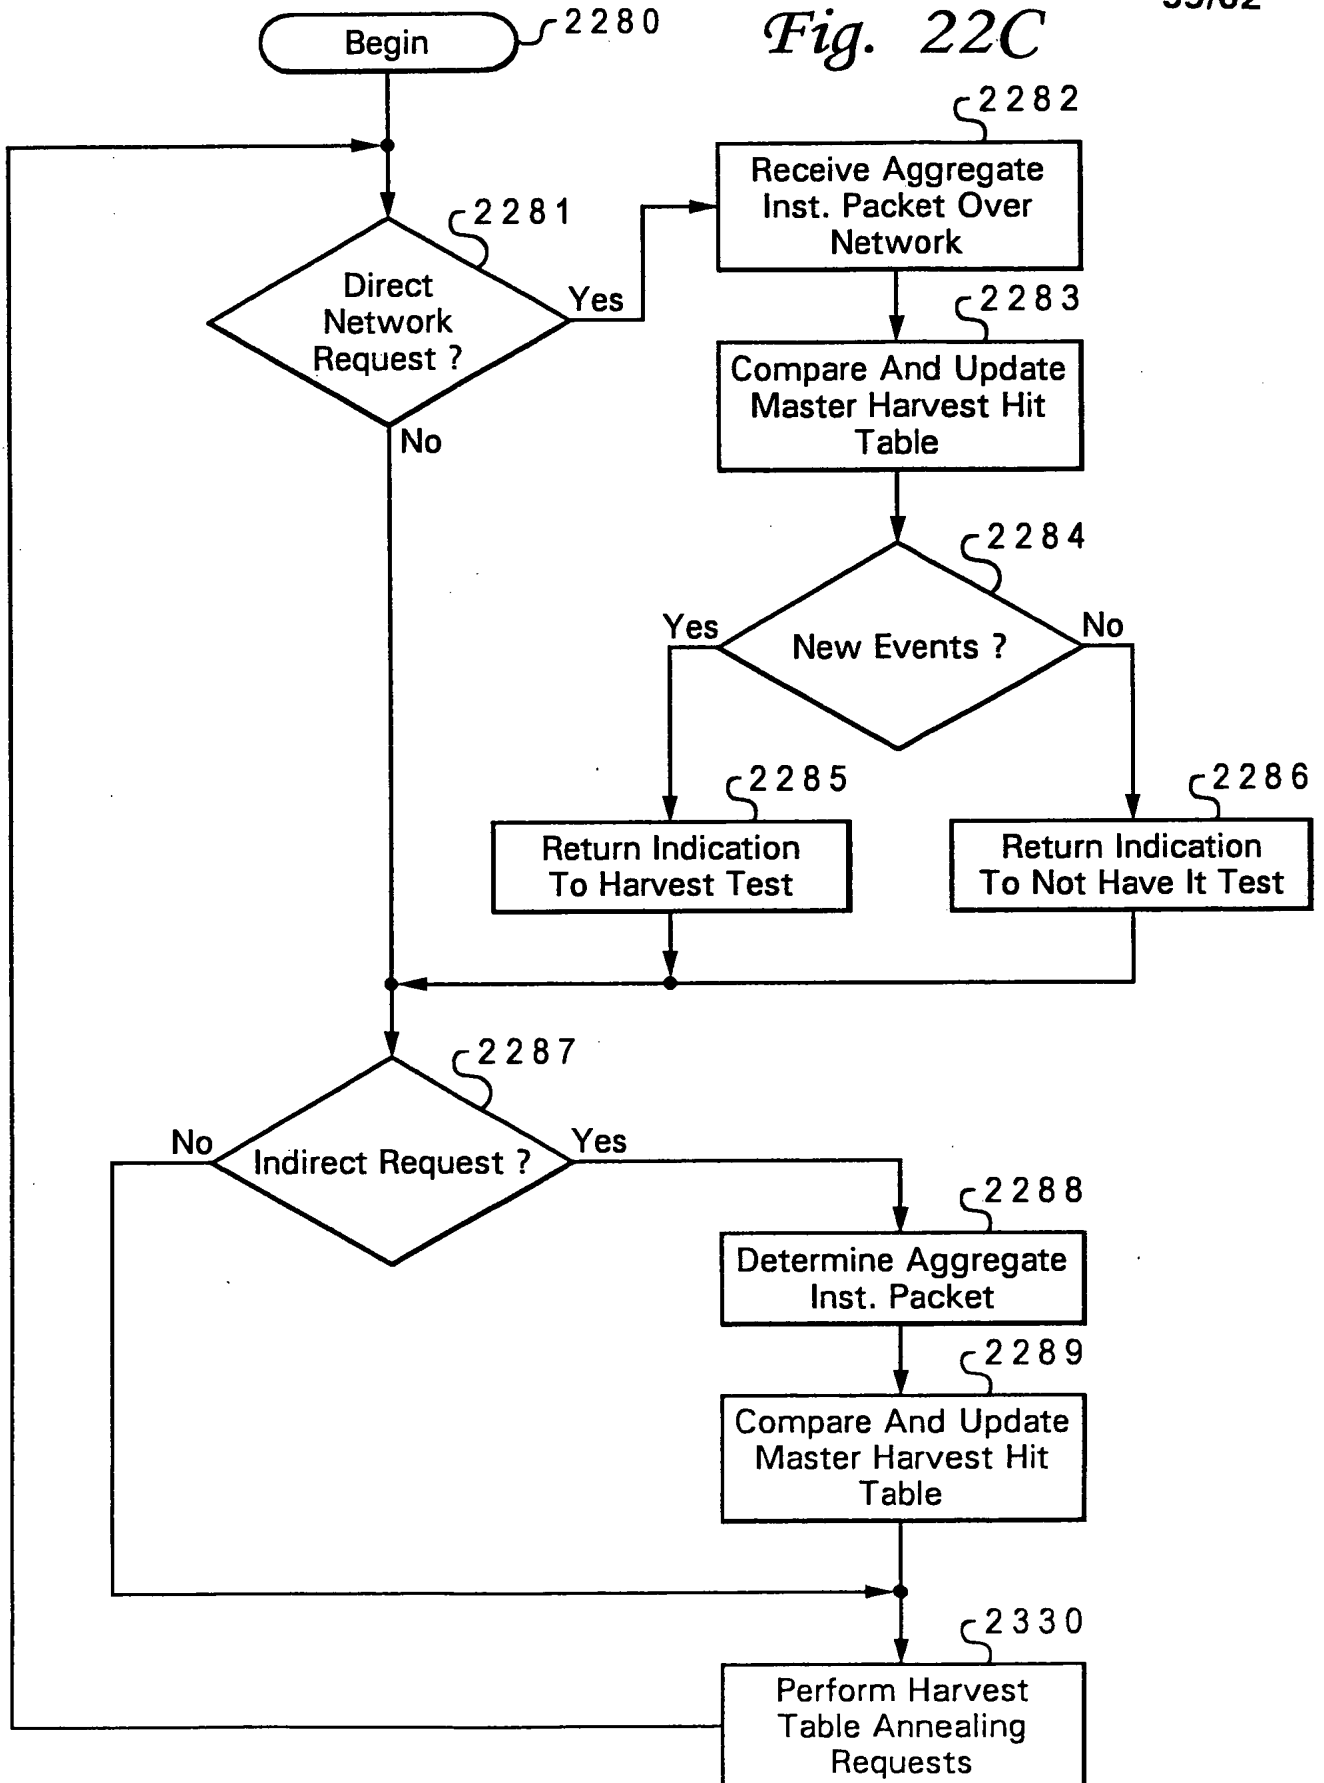 Begin
2280
Fig. 22C
2282
Receive Aggregate
Inst. Packet Over
Network
2281
Direct
Network
Request ?
Yes
No
2283
Compare And Update
Master Harvest Hit
Table
2284
New Events ?
Yes
No
2285
Return Indication
To Harvest Test
2286
Return Indication
To Not Have It Test
2287
Indirect Request ?
No
Yes
2288
Determine Aggregate
Inst. Packet
2289
Compare And Update
Master Harvest Hit
Table
2330
Perform Harvest
Table Annealing
Requests